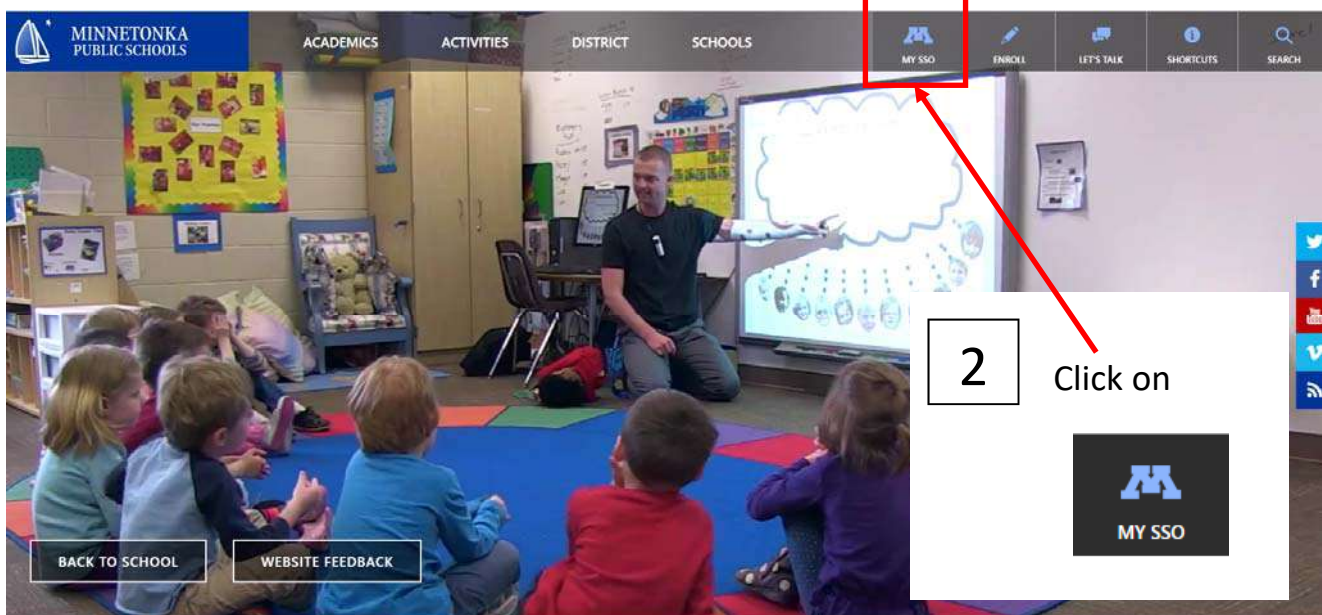 MINNETONKA
PUBLIC SCHOOLS
ACADEMICS
ACTIVITIES
DISTRICT
SCHOOLS
MY SSO
ENROLL
LET'S TALK
SHORTCUTS
SEARCH
2
Click on
MY SSO
BACK TO SCHOOL
WEBSITE FEEDBACK